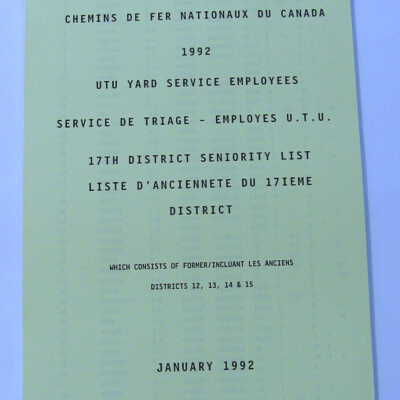 CHEMINS DE FER NATIONAUX DU CANADA
1992
UTU YARD SERVICE EMPLOYEES
SERVICE DE TRIAGE - EMPLOYES U.T.U.
17TH DISTRICT SENIORITY LIST
LISTE D'ANCIENNETE DU 17IEME
DISTRICT
WHICH CONSISTS OF FORMER/INCLUANT LES ANCIENS
DISTRICTS 12, 13, 14 & 15
JANUARY 1992